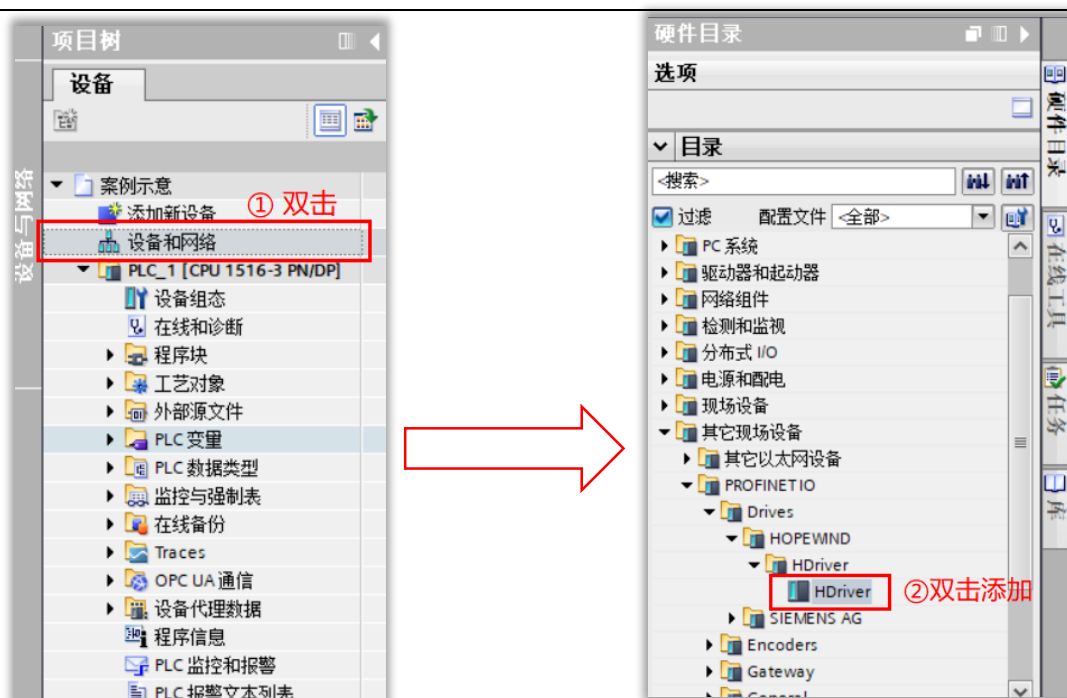 项目树
设备
设备与网络
案例示意
添加新设备
① 双击
设备和网络
PLC_1 [CPU 1516-3 PN/DP]
设备组态
在线和诊断
程序块
工艺对象
外部源文件
PLC 变量
PLC 数据类型
监控与强制表
在线备份
Traces
OPC UA 通信
设备代理数据
程序信息
PLC 监控和报警
PLC 报警文本列表
硬件目录
选项
目录
<搜索>
过滤
配置文件
<全部>
PC 系统
驱动器和起动器
网络组件
检测和监视
分布式 I/O
电源和配电
现场设备
其它现场设备
其它以太网设备
PROFINET IO
Drives
HOPEWIND
HDriver
HDriver
②双击添加
SIEMENS AG
Encoders
Gateway
General
硬件目录
在线工具
任务
库